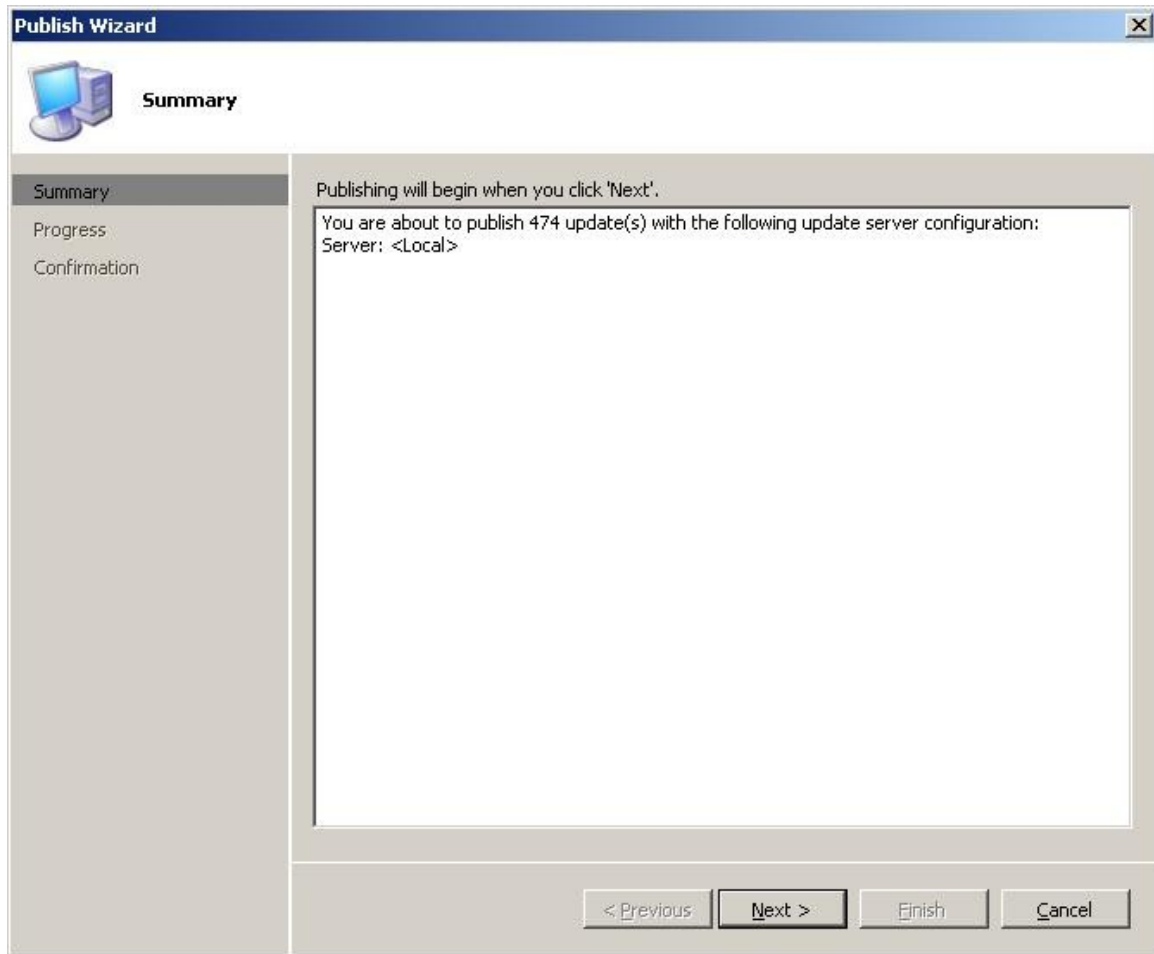 Publish Wizard
Summary
Summary
Progress
Confirmation
Publishing will begin when you click 'Next'.
You are about to publish 474 update(s) with the following update server configuration:
Server: <Local>
< Previous
Next >
Finish
Cancel